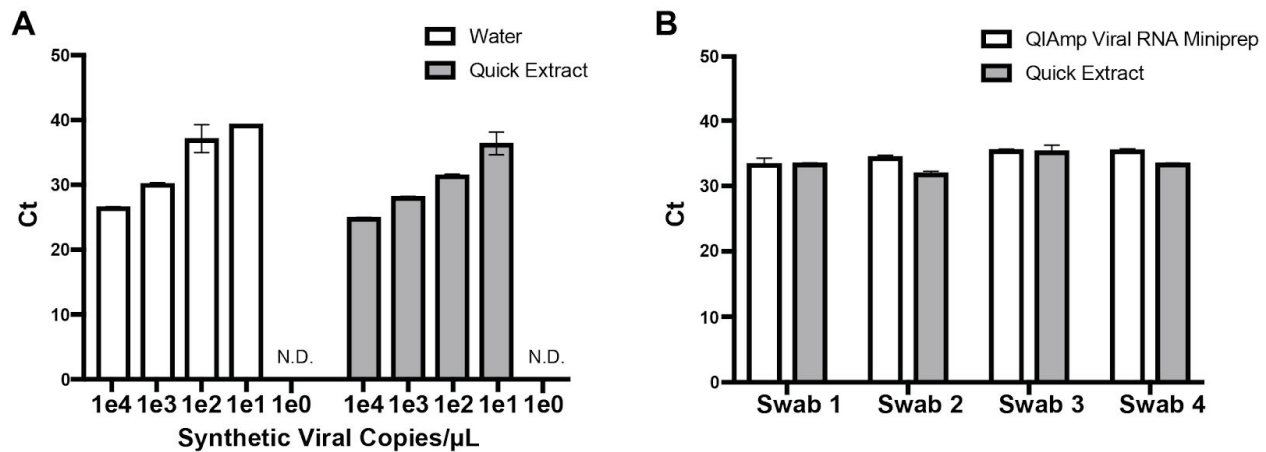 A
Water
Quick Extract
50
40
30
20
10
0
Ct
N.D.
N.D.
1e4 1e3 1e2 1e1 1e0 1e4 1e3 1e2 1e1 1e0
Synthetic Viral Copies/µL
B
QIAmp Viral RNA Miniprep
Quick Extract
50
40
30
20
10
0
Ct
Swab 1 Swab 2 Swab 3 Swab 4